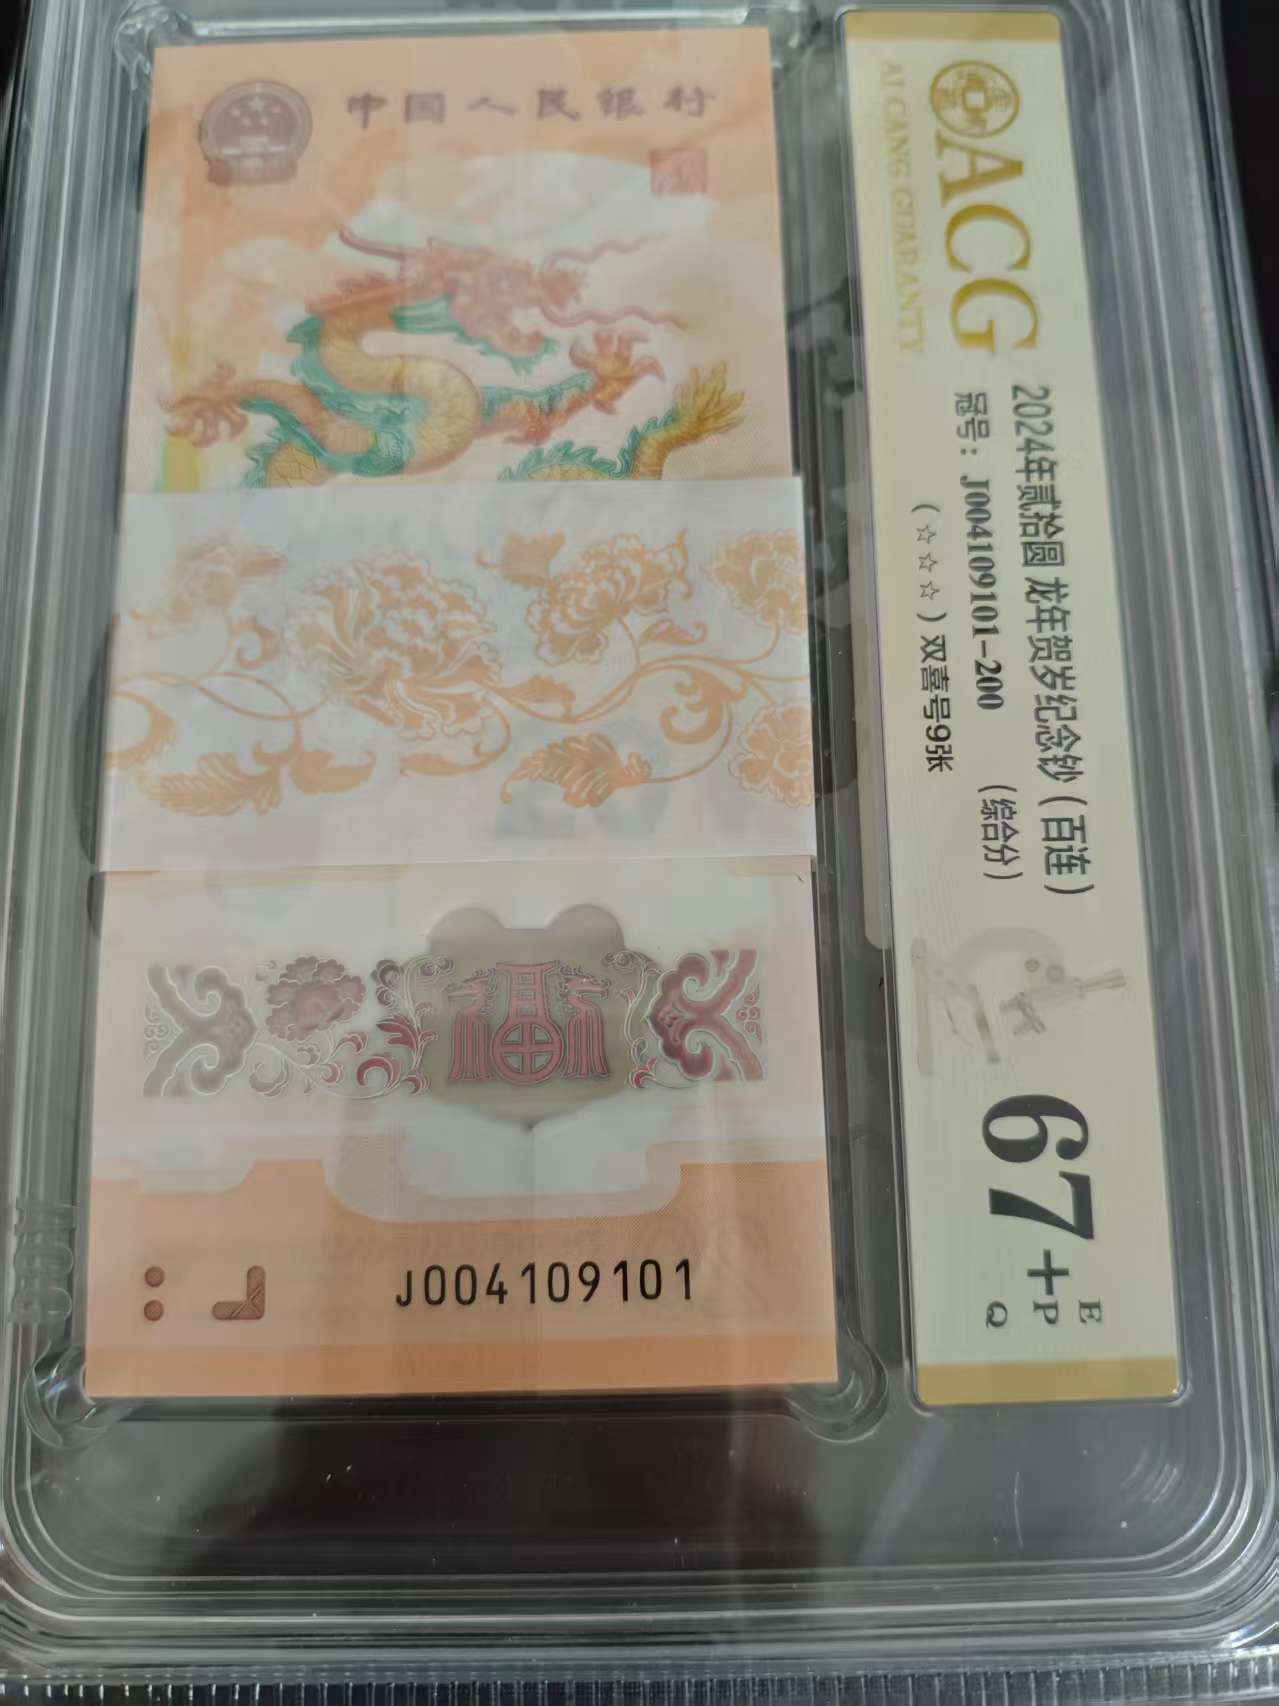 中国人民银行
J004109101
ACG
AI CANG GUARANTY
2024年贰拾圆 龙年贺岁纪念钞（百连）
冠号：J004109101-200 （综合分）
（☆☆☆）双喜号9张
67+
E
P
Q